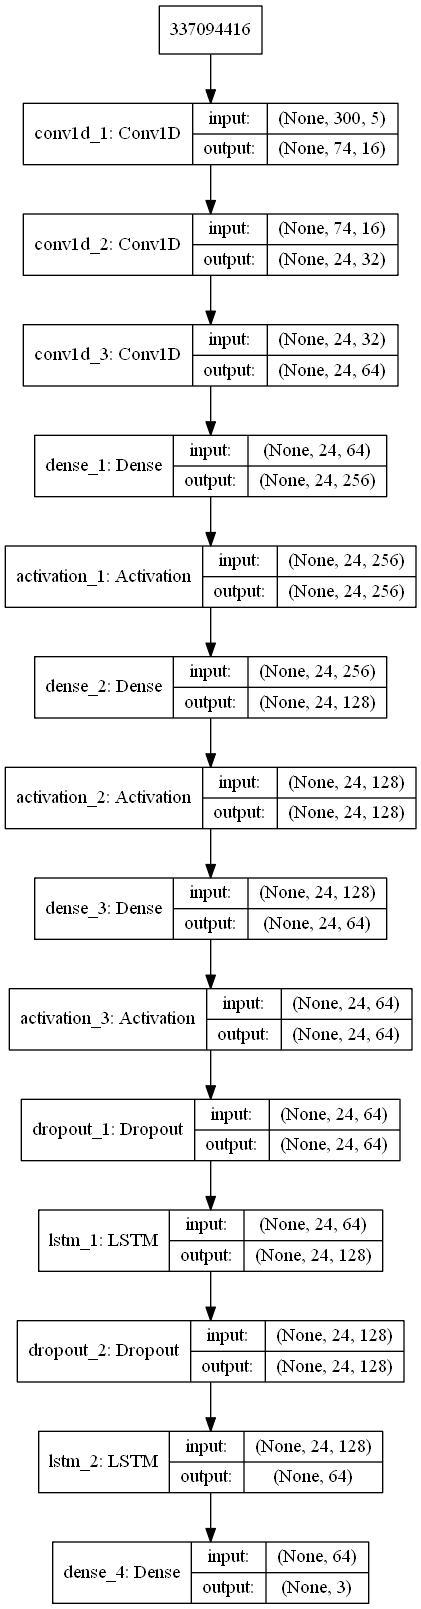 337094416
conv1d_1: Conv1D
input: (None, 300, 5)
output: (None, 74, 16)
conv1d_2: Conv1D
input: (None, 74, 16)
output: (None, 24, 32)
conv1d_3: Conv1D
input: (None, 24, 32)
output: (None, 24, 64)
dense_1: Dense
input: (None, 24, 64)
output: (None, 24, 256)
activation_1: Activation
input: (None, 24, 256)
output: (None, 24, 256)
dense_2: Dense
input: (None, 24, 256)
output: (None, 24, 128)
activation_2: Activation
input: (None, 24, 128)
output: (None, 24, 128)
dense_3: Dense
input: (None, 24, 128)
output: (None, 24, 64)
activation_3: Activation
input: (None, 24, 64)
output: (None, 24, 64)
dropout_1: Dropout
input: (None, 24, 64)
output: (None, 24, 64)
lstm_1: LSTM
input: (None, 24, 64)
output: (None, 24, 128)
dropout_2: Dropout
input: (None, 24, 128)
output: (None, 24, 128)
lstm_2: LSTM
input: (None, 24, 128)
output: (None, 64)
dense_4: Dense
input: (None, 64)
output: (None, 3)